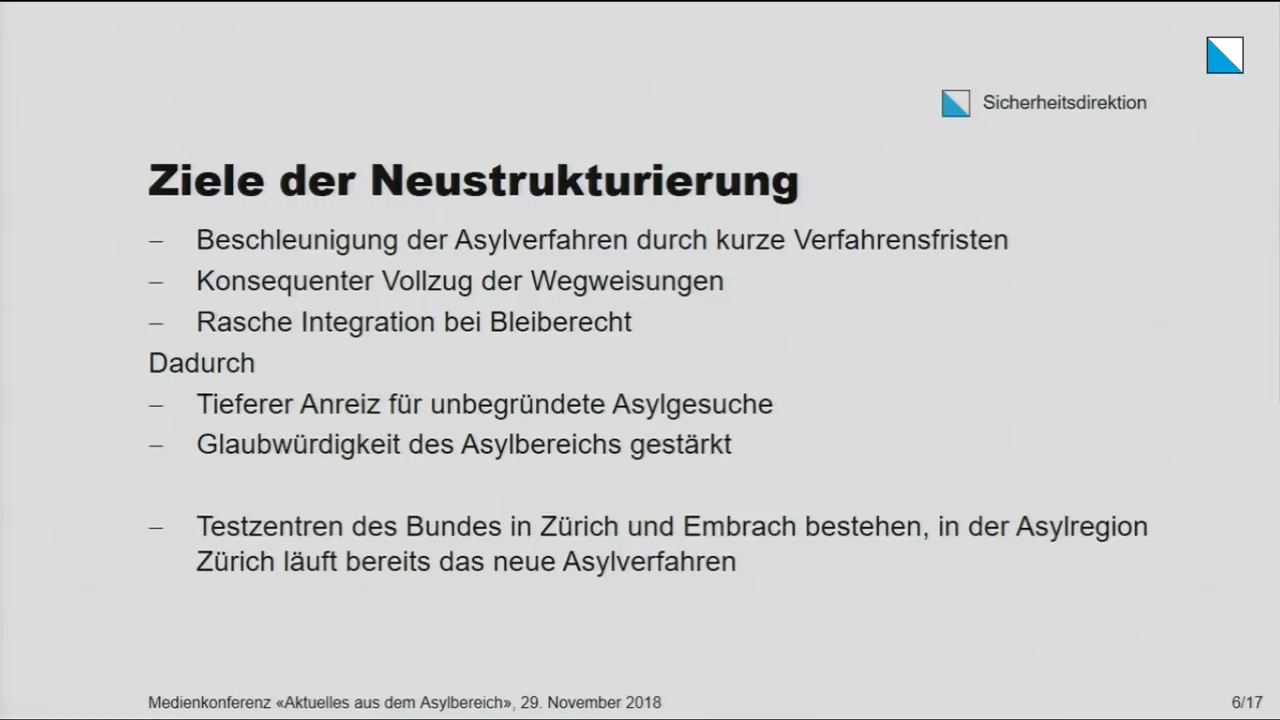 Sicherheitsdirektion
Ziele der Neustrukturierung
– Beschleunigung der Asylverfahren durch kurze Verfahrensfristen
– Konsequenter Vollzug der Wegweisungen
– Rasche Integration bei Bleiberecht
Dadurch
– Tieferer Anreiz für unbegründete Asylgesuche
– Glaubwürdigkeit des Asylbereichs gestärkt
– Testzentren des Bundes in Zürich und Embrach bestehen, in der Asylregion
Zürich läuft bereits das neue Asylverfahren
Medienkonferenz «Aktuelles aus dem Asylbereich», 29. November 2018
6/17